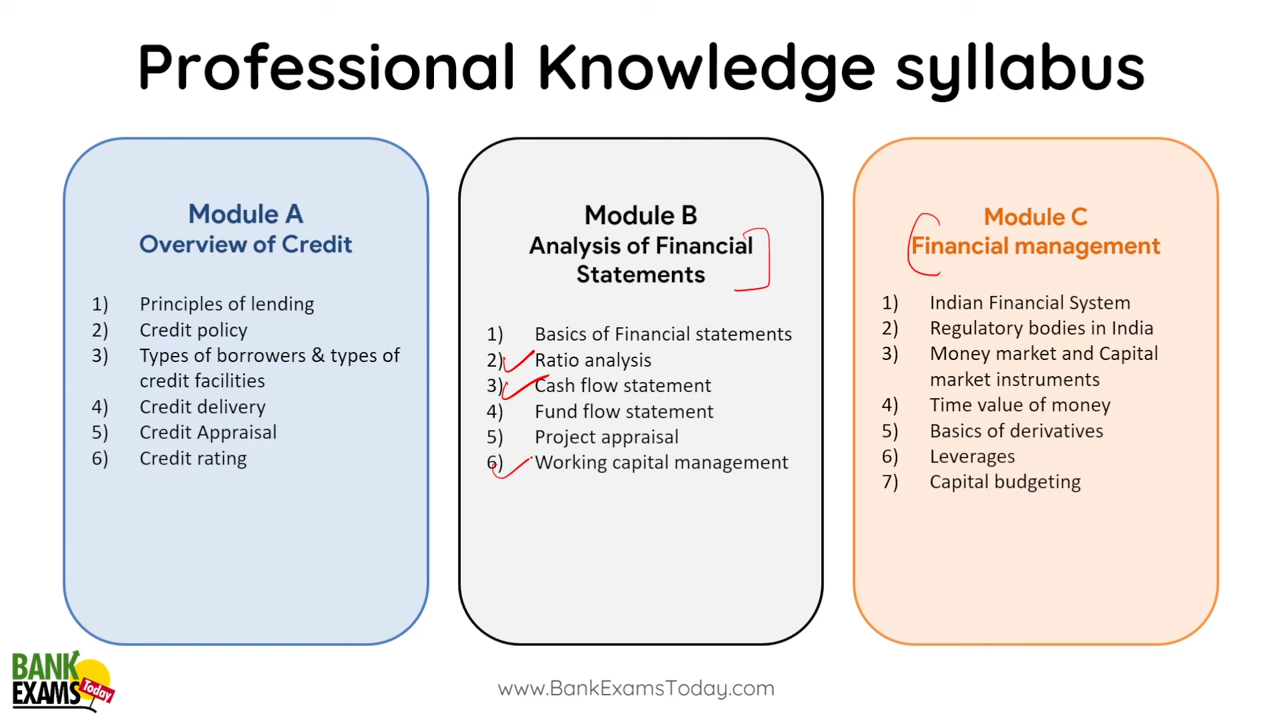 Professional Knowledge syllabus
Module A
Overview of Credit
1) Principles of lending
2) Credit policy
3) Types of borrowers & types of
credit facilities
4) Credit delivery
5) Credit Appraisal
6) Credit rating
Module B
Analysis of Financial
Statements
1) Basics of Financial statements
2) Ratio analysis
3) Cash flow statement
4) Fund flow statement
5) Project appraisal
6) Working capital management
Module C
Financial management
1) Indian Financial System
2) Regulatory bodies in India
3) Money market and Capital
market instruments
4) Time value of money
5) Basics of derivatives
6) Leverages
7) Capital budgeting
BANK
EXAMS Today
www.BankExamsToday.com